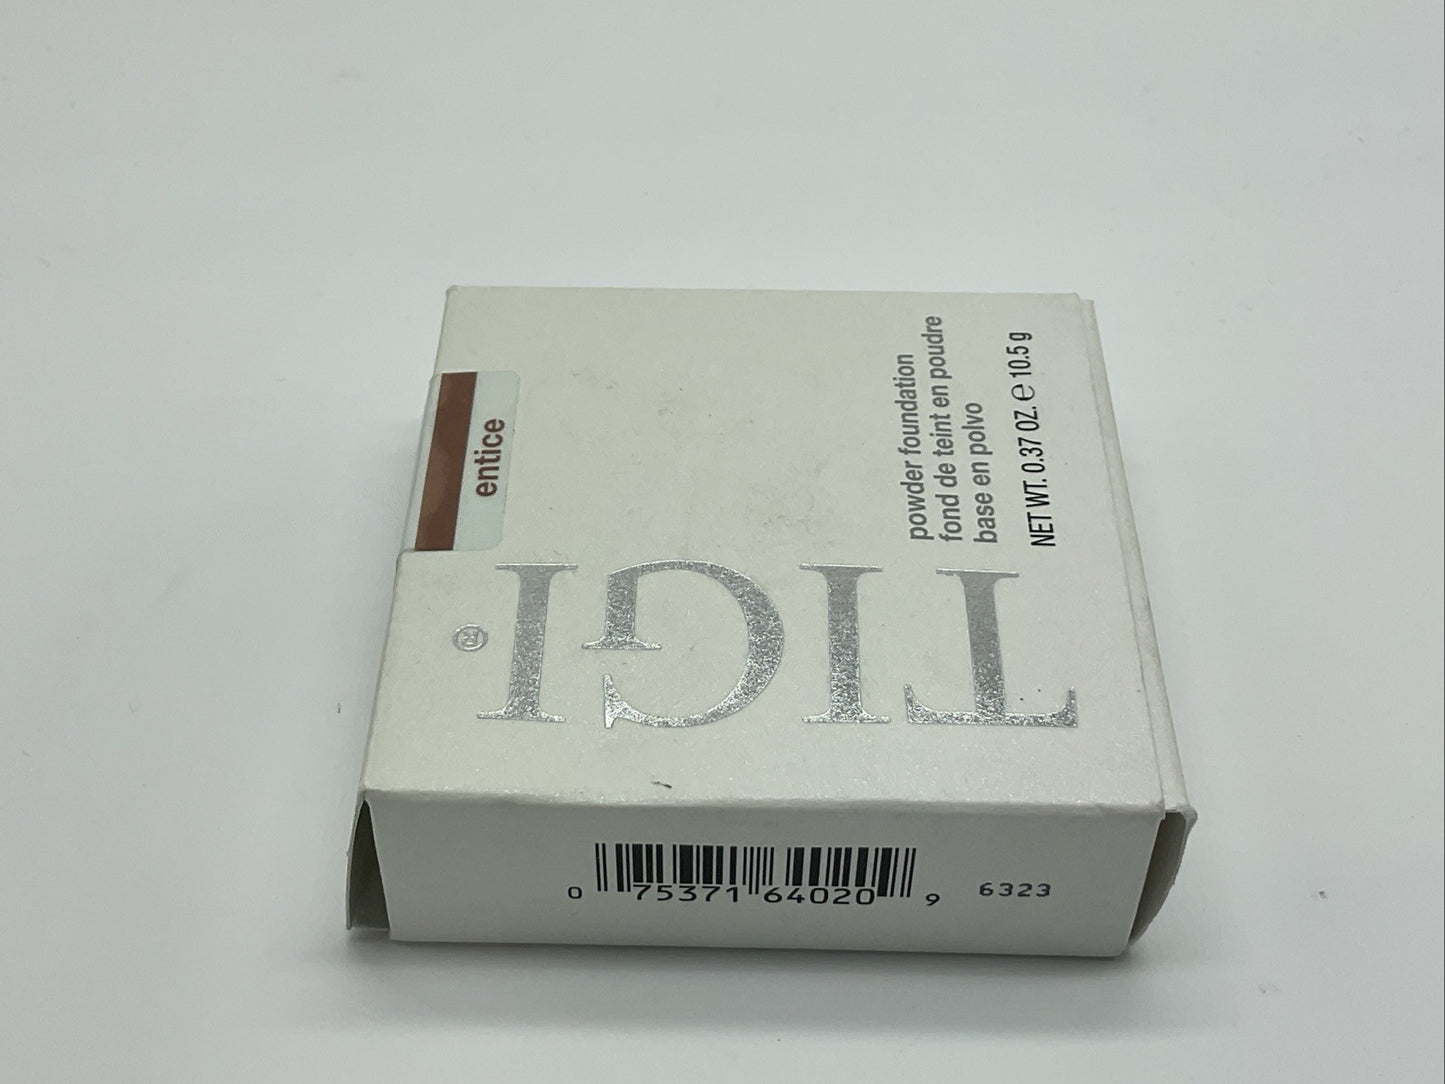 entice
TIGI®
powder foundation
fond de teint en poudre
base en polvo
NET WT. 0.37 OZ. ℮ 10.5 g
0 75371 64020 9
6323